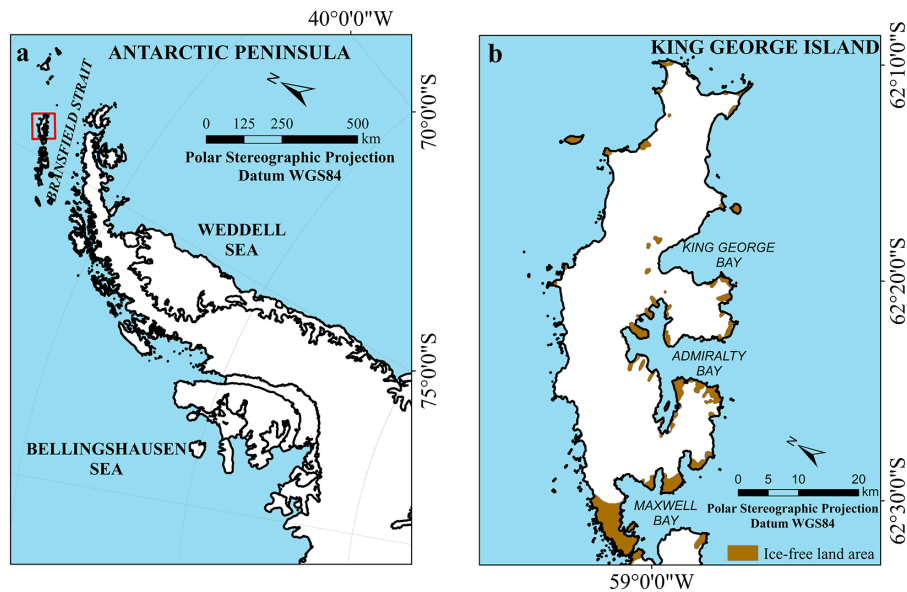 40°0'0"W
a
ANTARCTIC PENINSULA
N
BRANSFIELD STRAIT
0 125 250 500
km
Polar Stereographic Projection
Datum WGS84
70°0'0"S
WEDDELL
SEA
75°0'0"S
BELLINGSHAUSEN
SEA
b
KING GEORGE ISLAND
62°10'0"S
KING GEORGE
BAY
62°20'0"S
ADMIRALTY
BAY
N
0 5 10 20
km
MAXWELL
BAY
Polar Stereographic Projection
Datum WGS84
62°30'0"S
Ice-free land area
59°0'0"W